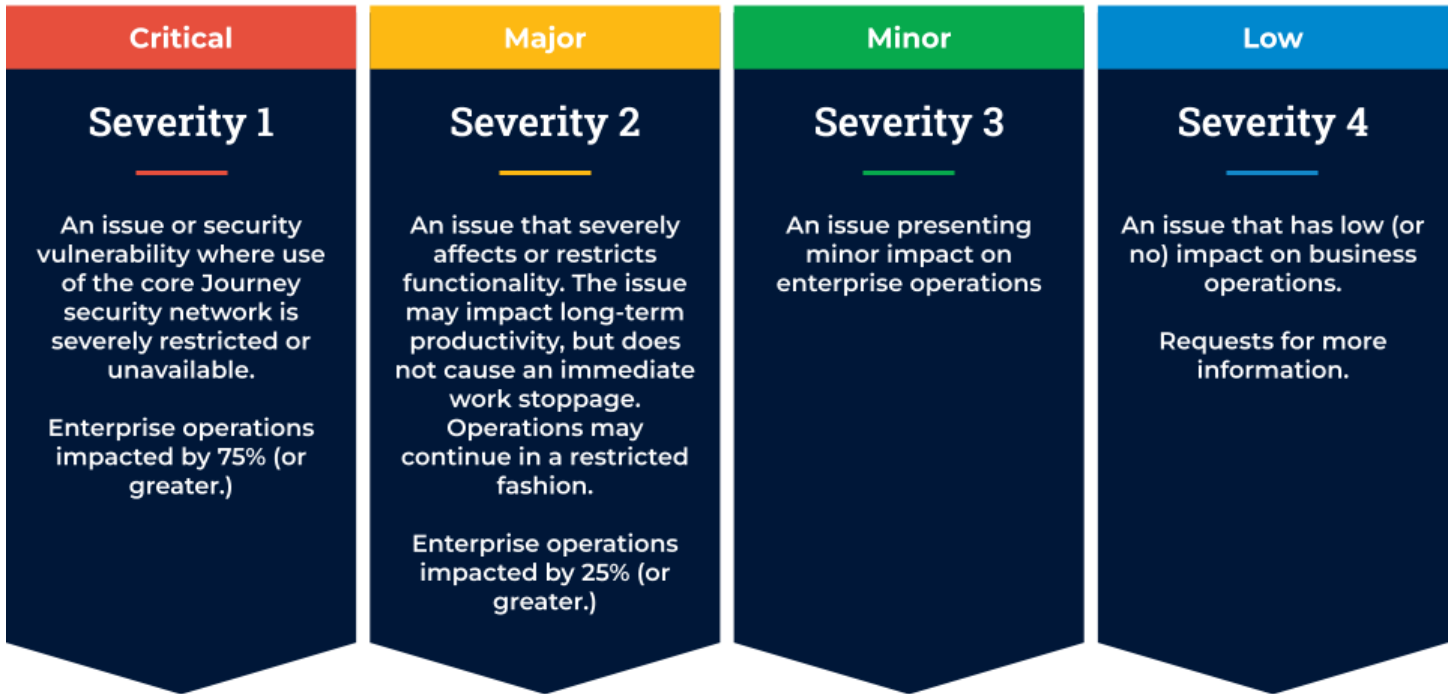 Critical
Severity 1
An issue or security
vulnerability where use
of the core Journey
security network is
severely restricted or
unavailable.
Enterprise operations
impacted by 75% (or
greater.)
Major
Severity 2
An issue that severely
affects or restricts
functionality. The issue
may impact long-term
productivity, but does
not cause an immediate
work stoppage.
Operations may
continue in a restricted
fashion.
Enterprise operations
impacted by 25% (or
greater.)
Minor
Severity 3
An issue presenting
minor impact on
enterprise operations
Low
Severity 4
An issue that has low (or
no) impact on business
operations.
Requests for more
information.